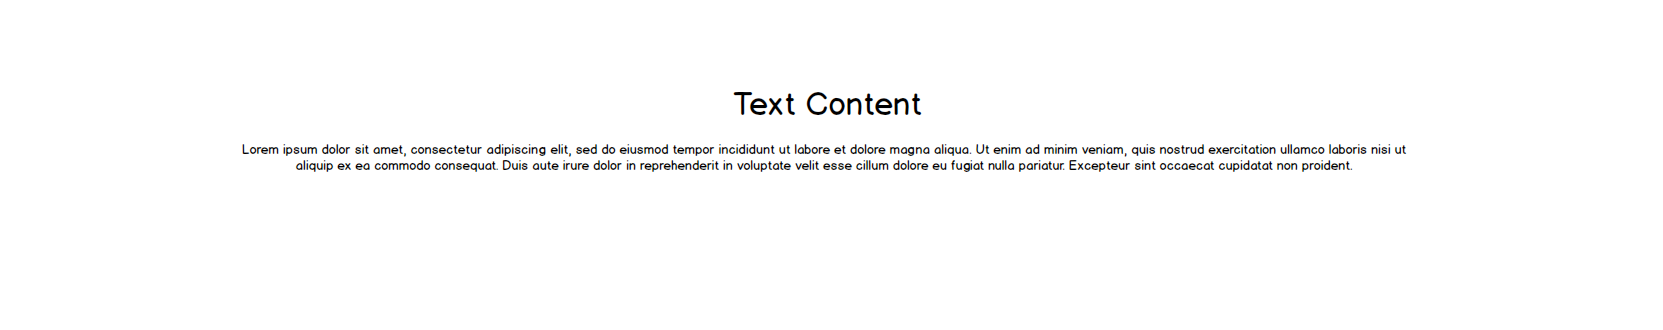 Text Content
Lorem ipsum dolor sit amet, consectetur adipiscing elit, sed do eiusmod tempor incididunt ut labore et dolore magna aliqua. Ut enim ad minim veniam, quis nostrud exercitation ullamco laboris nisi ut
aliquip ex ea commodo consequat. Duis aute irure dolor in reprehenderit in voluptate velit esse cillum dolore eu fugiat nulla pariatur. Excepteur sint occaecat cupidatat non proident.